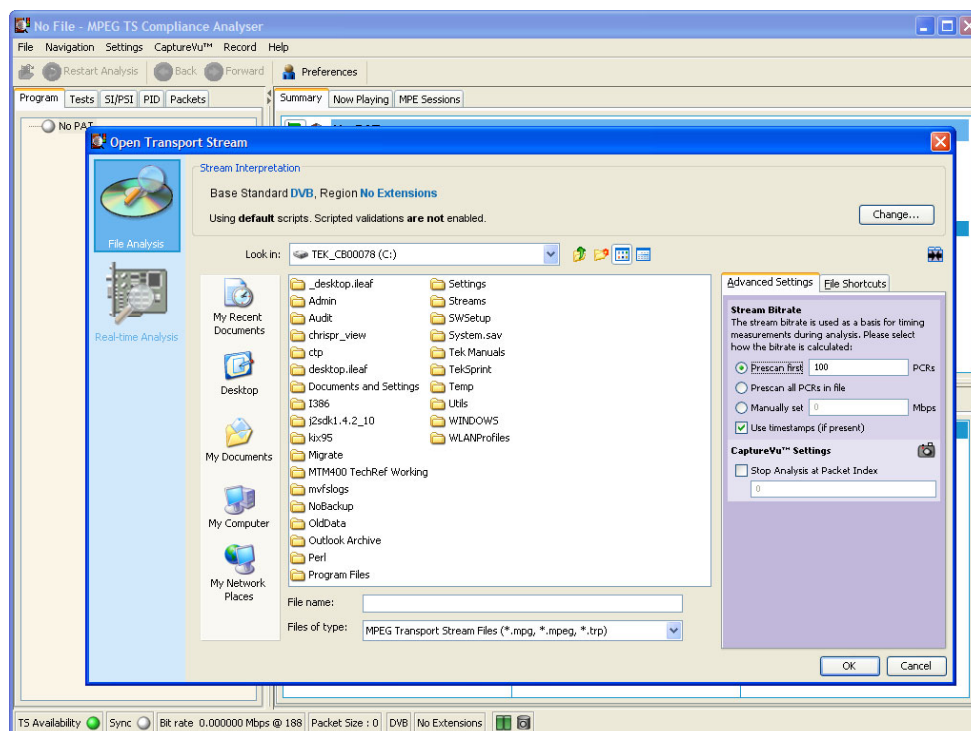 No File - MPEG TS Compliance Analyser
File Navigation Settings CaptureVu™ Record Help
Restart Analysis Back Forward Preferences
Program Tests SI/PSI PID Packets
Summary Now Playing MPE Sessions
No PAT
Open Transport Stream
File Analysis
Real-time Analysis
Stream Interpretation
Base Standard DVB, Region No Extensions
Using default scripts. Scripted validations are not enabled.
Change...
Look in: TEK_CB00078 (C:)
My Recent Documents
Desktop
My Documents
My Computer
My Network Places
_desktop.ileaf
Admin
Audit
chrispr_view
ctp
desktop.ileaf
Documents and Settings
I386
j2sdk1.4.2_10
kix95
Migrate
MTM400 TechRef Working
mvfslogs
NoBackup
OldData
Outlook Archive
Perl
Program Files
Settings
Streams
SWSetup
System.sav
Tek Manuals
TekSprint
Temp
Utils
WINDOWS
WLANProfiles
File name:
Files of type: MPEG Transport Stream Files (*.mpg, *.mpeg, *.trp)
Advanced Settings File Shortcuts
Stream Bitrate
The stream bitrate is used as a basis for timing
measurements during analysis. Please select
how the bitrate is calculated:
Prescan first 100 PCRs
Prescan all PCRs in file
Manually set 0 Mbps
Use timestamps (if present)
CaptureVu™ Settings
Stop Analysis at Packet Index
0
OK Cancel
TS Availability Sync Bit rate 0.000000 Mbps @ 188 Packet Size : 0 DVB No Extensions